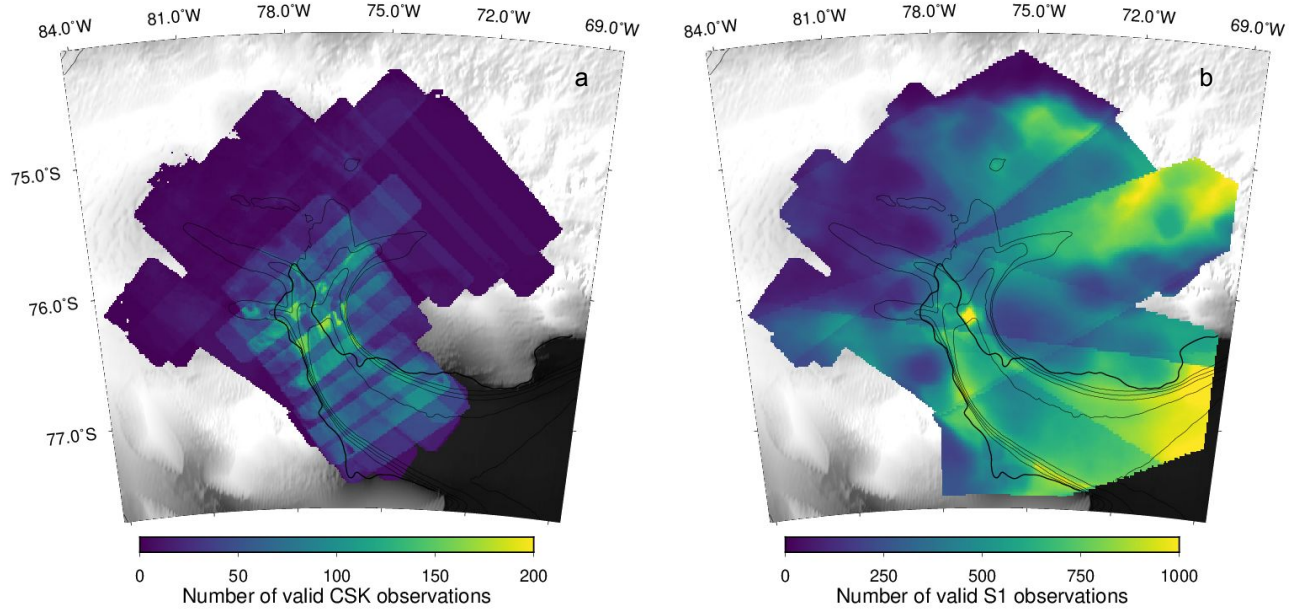 84.0˚W 81.0˚W 78.0˚W 75.0˚W 72.0˚W 69.0˚W
84.0˚W 81.0˚W 78.0˚W 75.0˚W 72.0˚W 69.0˚W
a
b
75.0˚S
76.0˚S
77.0˚S
0 50 100 150 200
Number of valid CSK observations
0 250 500 750 1000
Number of valid S1 observations